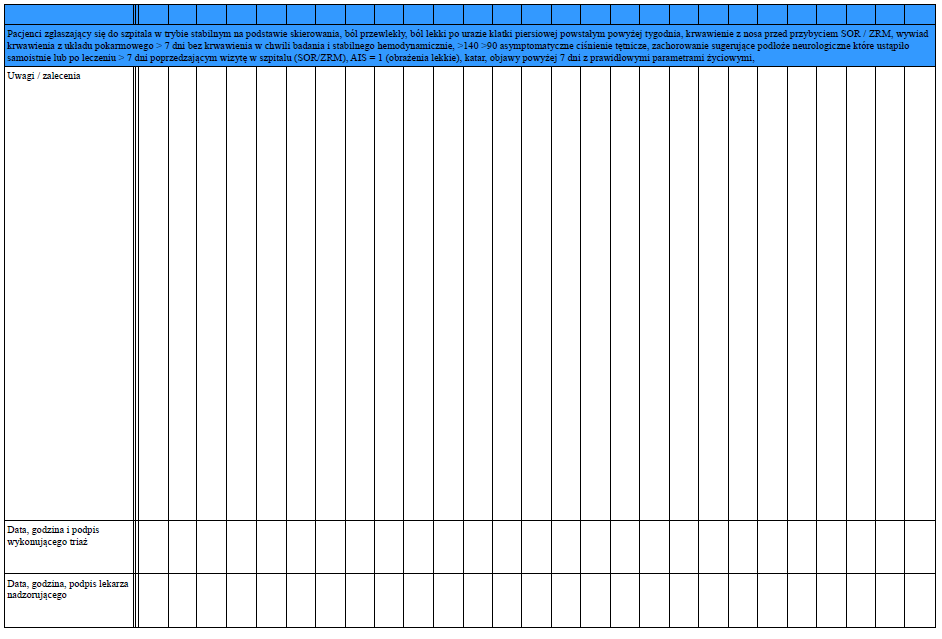 Pacjenci zgłaszający się do szpitala w trybie stabilnym na podstawie skierowania, ból przewlekły, ból lekki po urazie klatki piersiowej powstałym powyżej tygodnia, krwawienie z nosa przed przybyciem SOR / ZRM, wywiad
krwawienia z układu pokarmowego > 7 dni bez krwawienia w chwili badania i stabilnego hemodynamicznie, >140 >90 asymptomatyczne ciśnienie tętnicze, zachorowanie sugerujące podłoże neurologiczne które ustąpiło
samoistnie lub po leczeniu > 7 dni poprzedzającym wizytę w szpitalu (SOR/ZRM), AIS = 1 (obrażenia lekkie), katar, objawy powyżej 7 dni z prawidłowymi parametrami życiowymi,
Uwagi / zalecenia
Data, godzina i podpis
wykonującego triaż
Data, godzina, podpis lekarza
nadzorującego